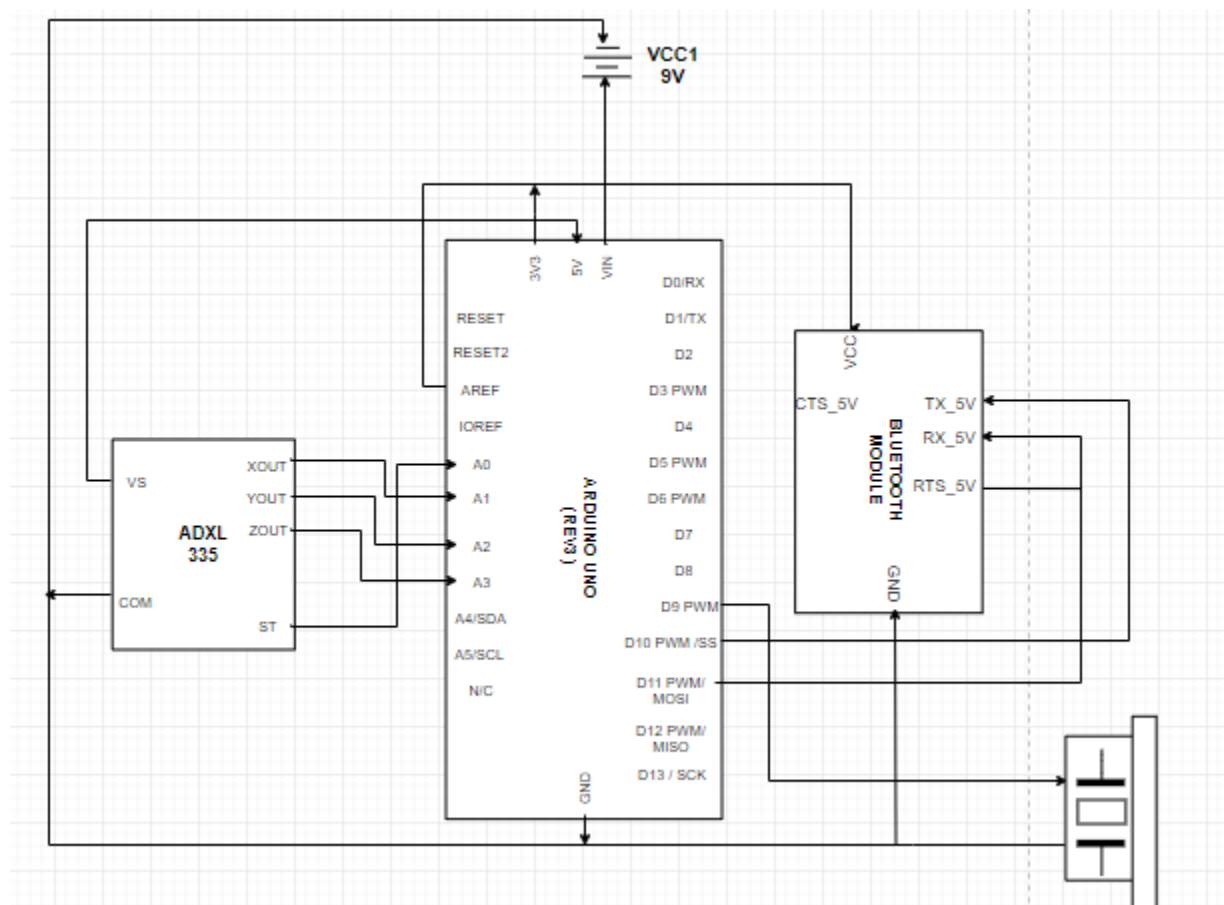 VCC1
9V
3V3
5V
VIN
D0/RX
RESET
D1/TX
RESET2
D2
AREF
D3 PWM
IOREF
D4
A0
D5 PWM
A1
D6 PWM
D7
A2
D8
A3
D9 PWM
A4/SDA
D10 PWM /SS
A5/SCL
D11 PWM/
MOSI
N/C
D12 PWM/
MISO
D13 / SCK
GND
ARDUINO UNO
(REV3 )
VS
XOUT
YOUT
ZOUT
ADXL
335
COM
ST
VCC
CTS_5V
TX_5V
RX_5V
RTS_5V
BLUETOOTH
MODULE
GND